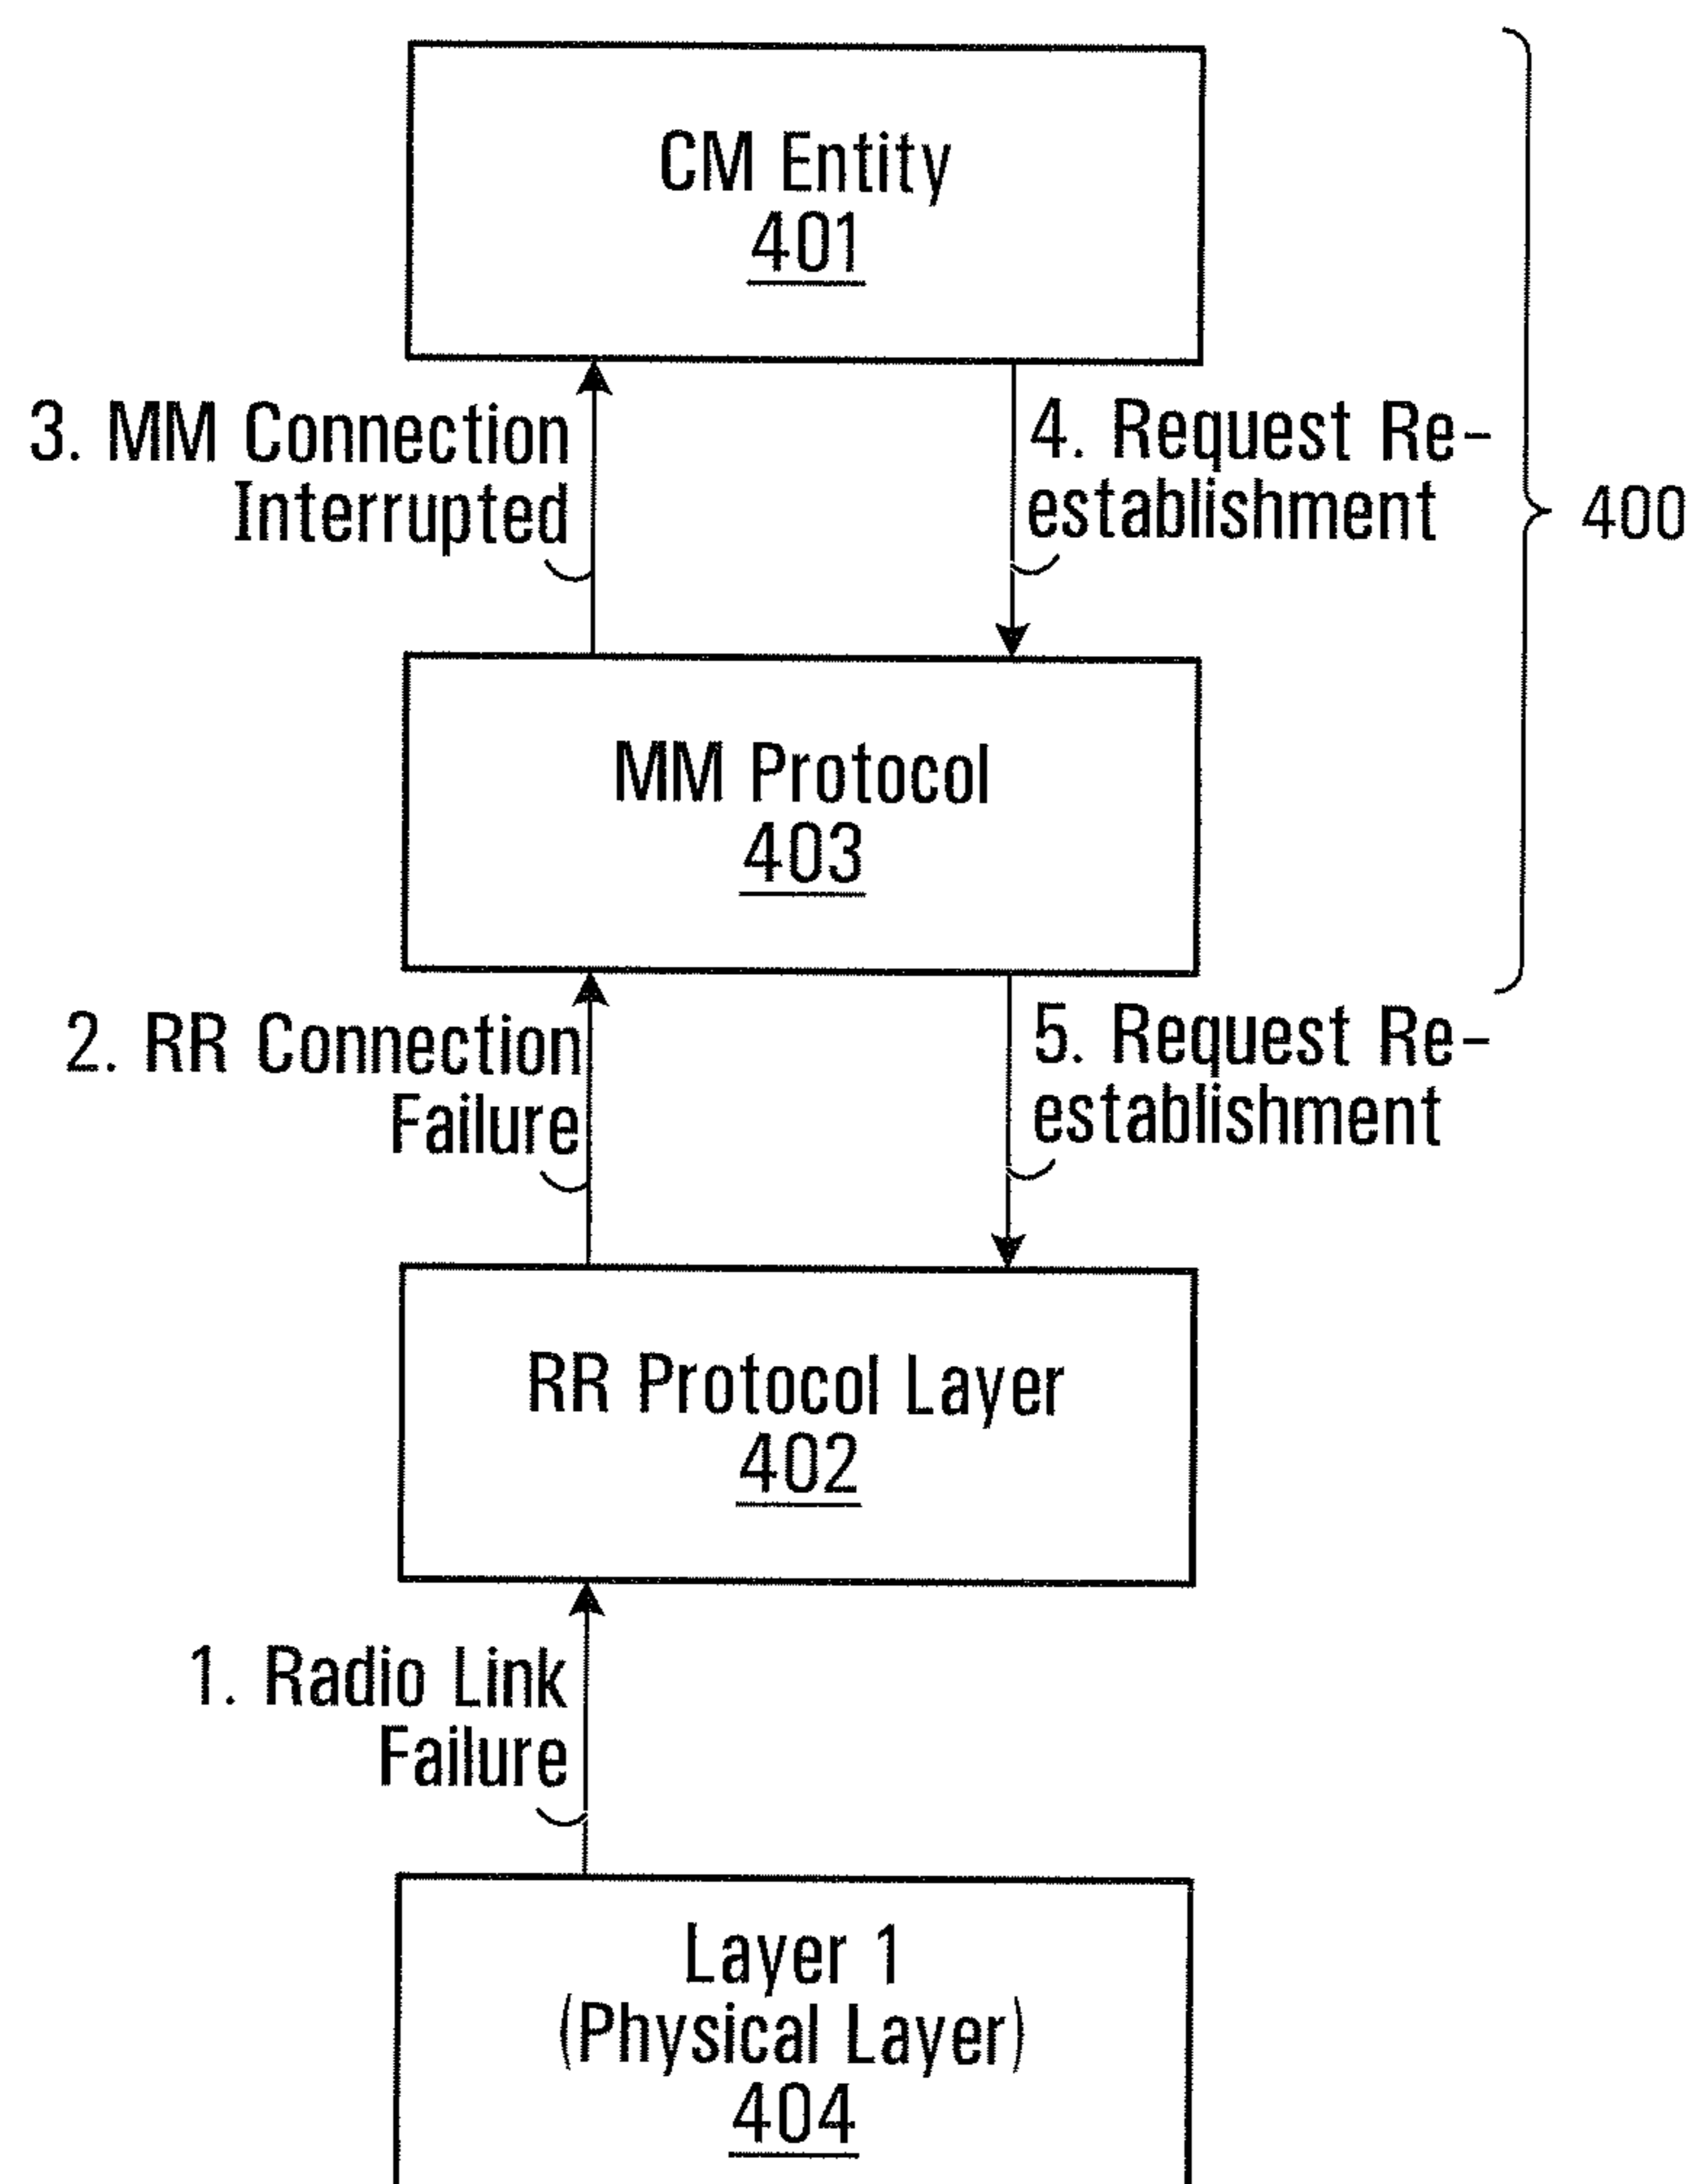 CM Entity
401
3. MM Connection
Interrupted
4. Request Re-
establishment
400
MM Protocol
403
2. RR Connection
Failure
5. Request Re-
establishment
RR Protocol Layer
402
1. Radio Link
Failure
Layer 1
(Physical Layer)
404